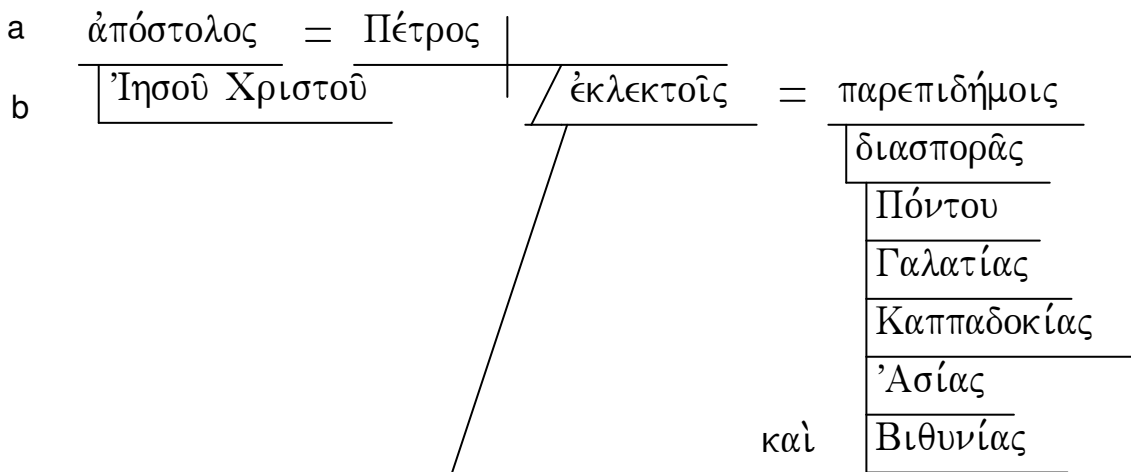 a ἀπόστολος = Πέτρος
b Ἰησοῦ Χριστοῦ ἐκλεκτοῖς = παρεπιδήμοις
διασπορᾶς
Πόντου
Γαλατίας
Καππαδοκίας
Ἀσίας
καὶ Βιθυνίας